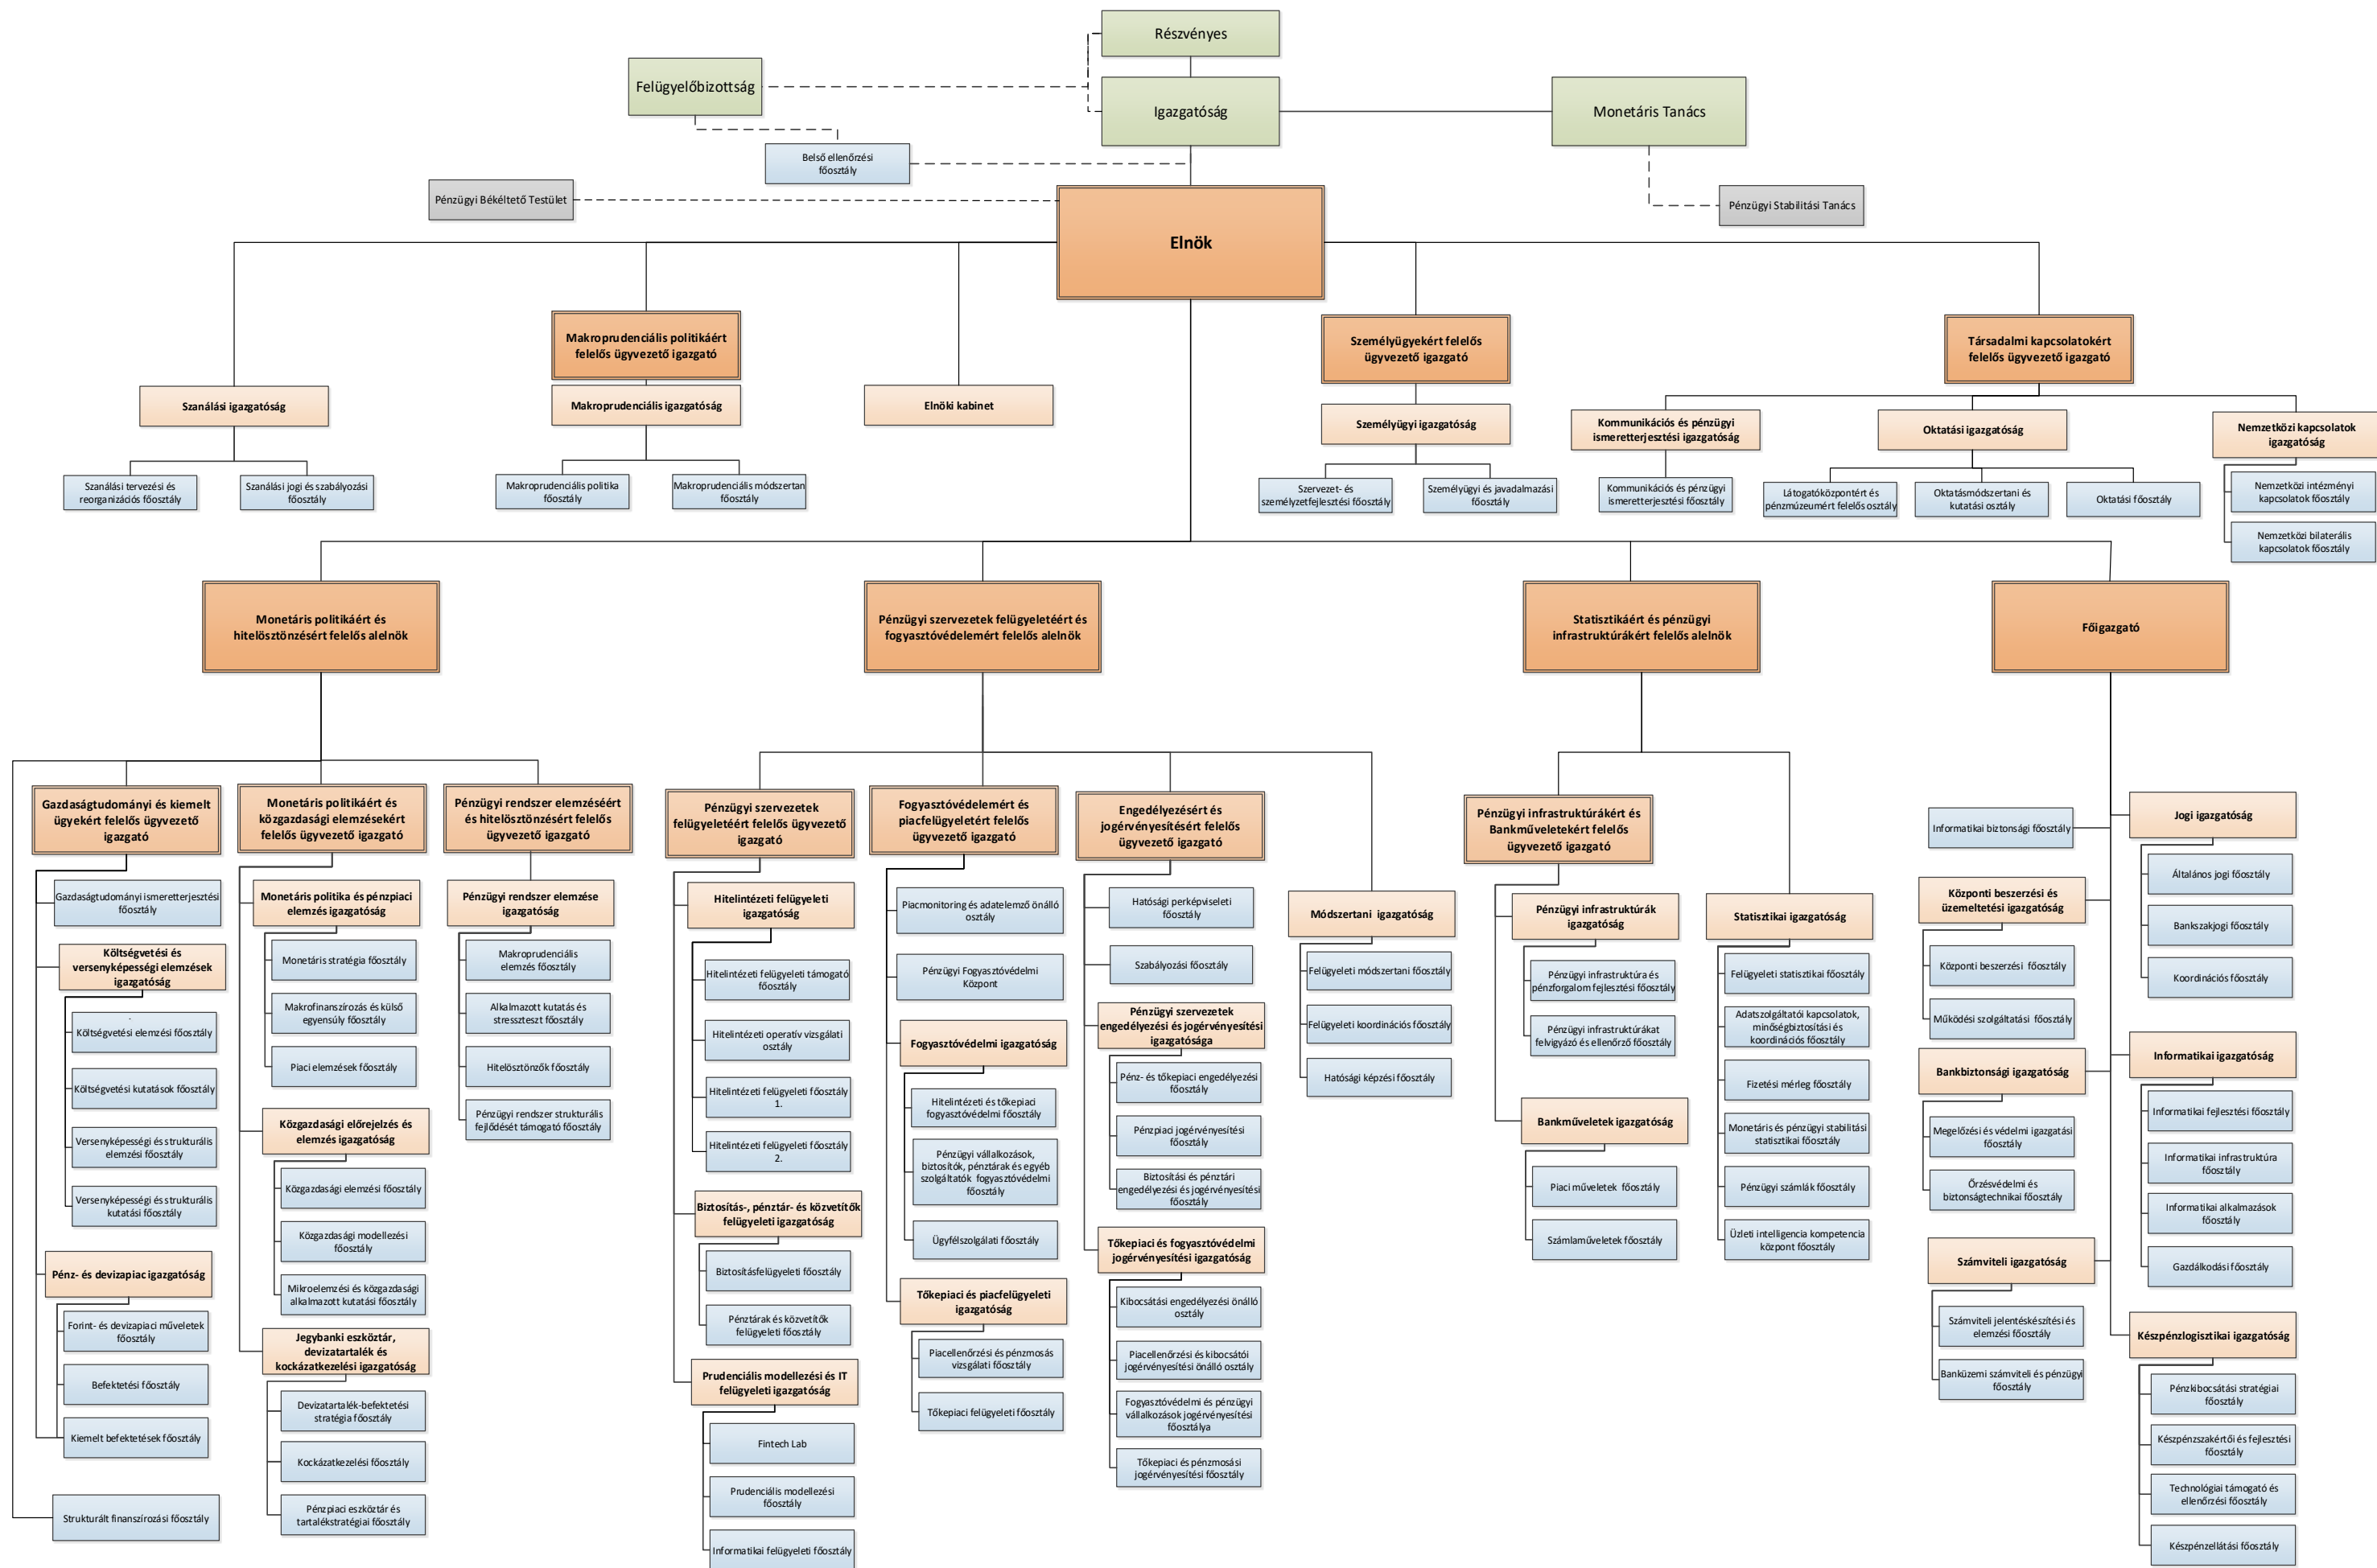 Részvényes
Felügyelőbizottság
Igazgatóság
Monetáris Tanács
Belső ellenőrzési
főosztály
Pénzügyi Békéltető Testület
Pénzügyi Stabilitási Tanács
Elnök
Makroprudenciális politikáért
felelős ügyvezető igazgató
Személyügyekért felelős
ügyvezető igazgató
Társadalmi kapcsolatokért
felelős ügyvezető igazgató
Szanálási igazgatóság
Makroprudenciális igazgatóság
Elnöki kabinet
Személyügyi igazgatóság
Kommunikációs és pénzügyi
ismeretterjesztési igazgatóság
Oktatási igazgatóság
Nemzetközi kapcsolatok
igazgatóság
Szanálási tervezési és
reorganizációs főosztály
Szanálási jogi és szabályozási
főosztály
Makroprudenciális politika
főosztály
Makroprudenciális módszertan
főosztály
Szervezet- és
személyzetfejlesztési főosztály
Személyügyi és javadalmazási
főosztály
Kommunikációs és pénzügyi
ismeretterjesztési főosztály
Látogatóközpontért és
pénzmúzeumért felelős osztály
Oktatásmódszertani és
kutatási osztály
Oktatási főosztály
Nemzetközi intézményi
kapcsolatok főosztály
Nemzetközi bilaterális
kapcsolatok főosztály
Monetáris politikáért és
hitelösztönzésért felelős alelnök
Pénzügyi szervezetek felügyeletéért és
fogyasztóvédelemért felelős alelnök
Statisztikáért és pénzügyi
infrastruktúrákért felelős alelnök
Főigazgató
Gazdaságtudományi és kiemelt
ügyekért felelős ügyvezető
igazgató
Gazdaságtudományi ismeretterjesztési
főosztály
Költségvetési és
versenyképességi elemzések
igazgatóság
Költségvetési elemzési főosztály
Költségvetési kutatások főosztály
Versenyképességi és strukturális
elemzési főosztály
Versenyképességi és strukturális
kutatási főosztály
Pénz- és devizapiac igazgatóság
Forint- és devizapiaci műveletek
főosztály
Befektetési főosztály
Kiemelt befektetések főosztály
Strukturált finanszírozási főosztály
Monetáris politikáért és
közgazdasági elemzésekért
felelős ügyvezető igazgató
Monetáris politika és pénzpiaci
elemzés igazgatóság
Monetáris stratégia főosztály
Makrofinanszírozás és külső
egyensúly főosztály
Piaci elemzések főosztály
Közgazdasági előrejelzés és
elemzés igazgatóság
Közgazdasági elemzési főosztály
Közgazdasági modellezési
főosztály
Mikroelemzési és közgazdasági
alkalmazott kutatási főosztály
Jegybanki eszköztár,
devizatartalék és
kockázatkezelési igazgatóság
Devizatartalék-befektetési
stratégia főosztály
Kockázatkezelési főosztály
Pénzpiaci eszköztár és
tartalékstratégiai főosztály
Pénzügyi rendszer elemzéséért
és hitelösztönzésért felelős
ügyvezető igazgató
Pénzügyi rendszer elemzése
igazgatóság
Makroprudenciális
elemzés főosztály
Alkalmazott kutatás és
stresszteszt főosztály
Hitelösztönzők főosztály
Pénzügyi rendszer strukturális
fejlődését támogató főosztály
Pénzügyi szervezetek
felügyeletéért felelős ügyvezető
igazgató
Hitelintézeti felügyeleti
igazgatóság
Hitelintézeti felügyeleti támogató
főosztály
Hitelintézeti operatív vizsgálati
osztály
Hitelintézeti felügyeleti főosztály
1.
Hitelintézeti felügyeleti főosztály
2.
Biztosítás-, pénztár- és közvetítők
felügyeleti igazgatóság
Biztosításfelügyeleti főosztály
Pénztárak és közvetítők
felügyeleti főosztály
Prudenciális modellezési és IT
felügyeleti igazgatóság
Fintech Lab
Prudenciális modellezési
főosztály
Informatikai felügyeleti főosztály
Fogyasztóvédelemért és
piacfelügyeletért felelős
ügyvezető igazgató
Piacmonitoring és adatelemző önálló
osztály
Pénzügyi Fogyasztóvédelmi
Központ
Fogyasztóvédelmi igazgatóság
Hitelintézeti és tőkepiaci
fogyasztóvédelmi főosztály
Pénzügyi vállalkozások,
biztosítók, pénztárak és egyéb
szolgáltatók fogyasztóvédelmi
főosztály
Ügyfélszolgálati főosztály
Tőkepiaci és piacfelügyeleti
igazgatóság
Piacellenőrzési és pénzmosás
vizsgálati főosztály
Tőkepiaci felügyeleti főosztály
Engedélyezésért és
jogérvényesítésért felelős
ügyvezető igazgató
Hatósági perképviseleti
főosztály
Szabályozási főosztály
Pénzügyi szervezetek
engedélyezési és jogérvényesítési
igazgatósága
Pénz- és tőkepiaci engedélyezési
főosztály
Pénzpiaci jogérvényesítési
főosztály
Biztosítási és pénztári
engedélyezési és jogérvényesítési
főosztály
Tőkepiaci és fogyasztóvédelmi
jogérvényesítési igazgatóság
Kibocsátási engedélyezési önálló
osztály
Piacellenőrzési és kibocsátói
jogérvényesítési önálló osztály
Fogyasztóvédelmi és pénzügyi
vállalkozások jogérvényesítési
főosztálya
Tőkepiaci és pénzmosási
jogérvényesítési főosztály
Módszertani igazgatóság
Felügyeleti módszertani főosztály
Felügyeleti koordinációs főosztály
Hatósági képzési főosztály
Pénzügyi infrastruktúrákért és
Bankműveletekért felelős
ügyvezető igazgató
Pénzügyi infrastruktúrák
igazgatóság
Pénzügyi infrastruktúra és
pénzforgalom fejlesztési főosztály
Pénzügyi infrastruktúrákat
felvigyázó és ellenőrző főosztály
Bankműveletek igazgatóság
Piaci műveletek főosztály
Számlaműveletek főosztály
Statisztikai igazgatóság
Felügyeleti statisztikai főosztály
Adatszolgáltatói kapcsolatok,
minőségbiztosítási és
koordinációs főosztály
Fizetési mérleg főosztály
Monetáris és pénzügyi stabilitási
statisztikai főosztály
Pénzügyi számlák főosztály
Üzleti intelligencia kompetencia
központ főosztály
Informatikai biztonsági főosztály
Központi beszerzési és
üzemeltetési igazgatóság
Központi beszerzési főosztály
Működési szolgáltatási főosztály
Bankbiztonsági igazgatóság
Megelőzési és védelmi igazgatási
főosztály
Őrzésvédelmi és
biztonságtechnikai főosztály
Számviteli igazgatóság
Számviteli jelentéskészítési és
elemzési főosztály
Banküzemi számviteli és pénzügyi
főosztály
Jogi igazgatóság
Általános jogi főosztály
Bankszakjogi főosztály
Koordinációs főosztály
Informatikai igazgatóság
Informatikai fejlesztési főosztály
Informatikai infrastruktúra
főosztály
Informatikai alkalmazások
főosztály
Gazdálkodási főosztály
Készpénzlogisztikai igazgatóság
Pénzkibocsátási stratégiai
főosztály
Készpénzszakértői és fejlesztési
főosztály
Technológiai támogató és
ellenőrzési főosztály
Készpénzellátási főosztály